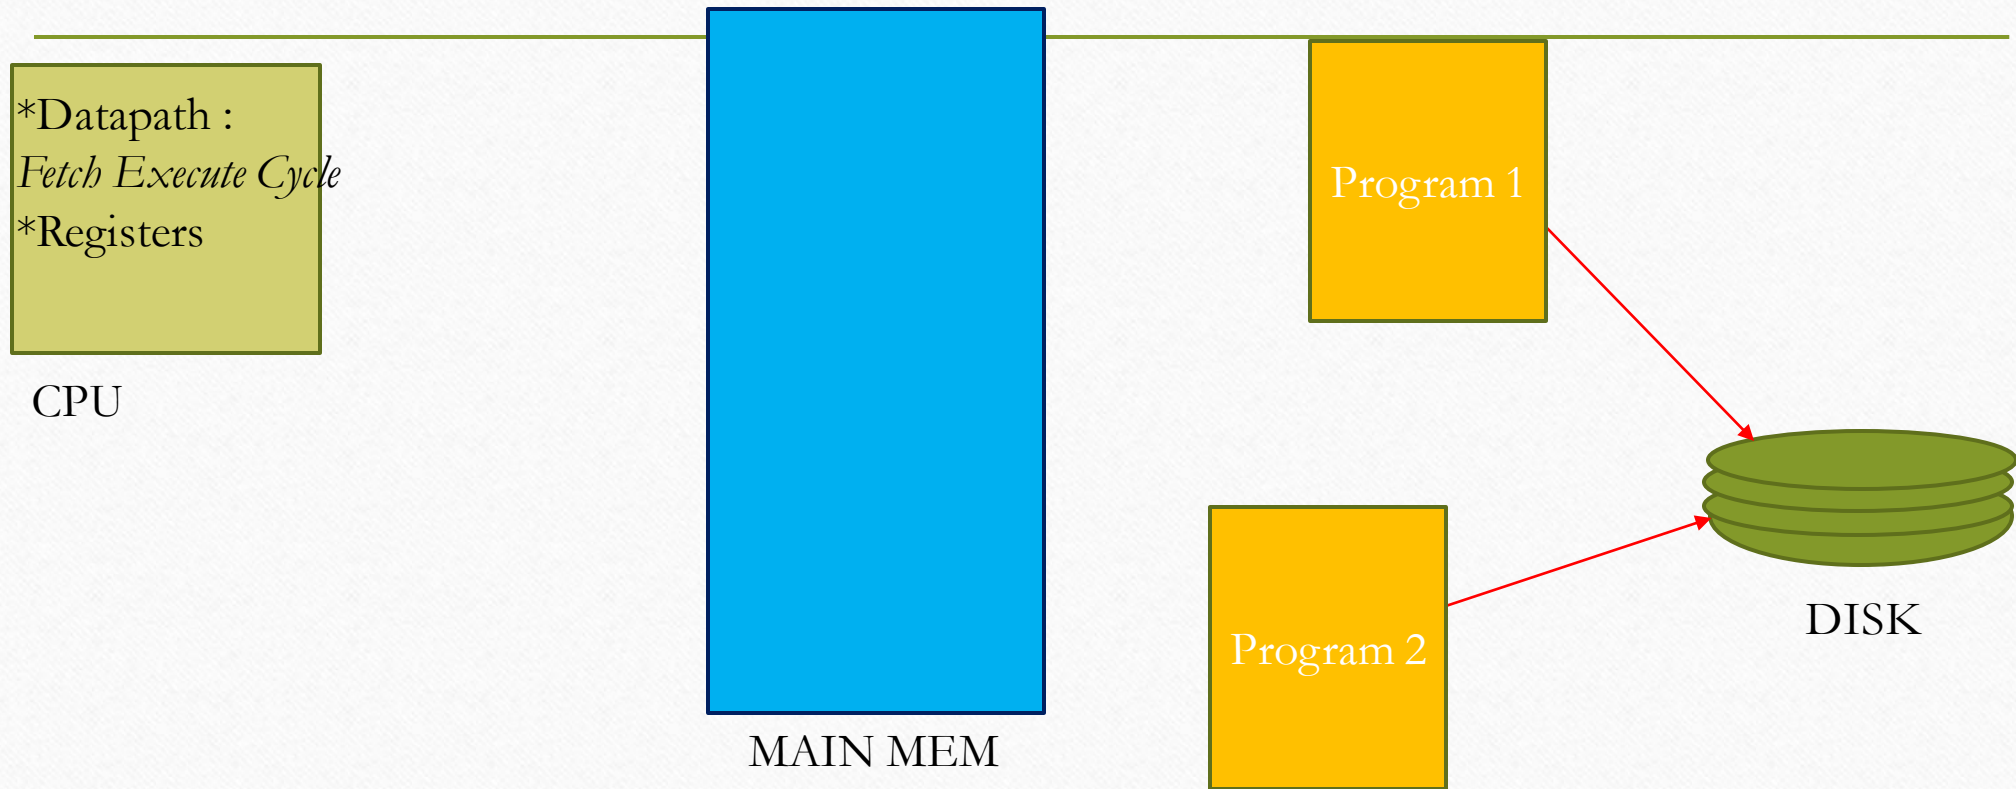 *Datapath :
Fetch Execute Cycle
*Registers
CPU
MAIN MEM
Program 1
Program 2
DISK